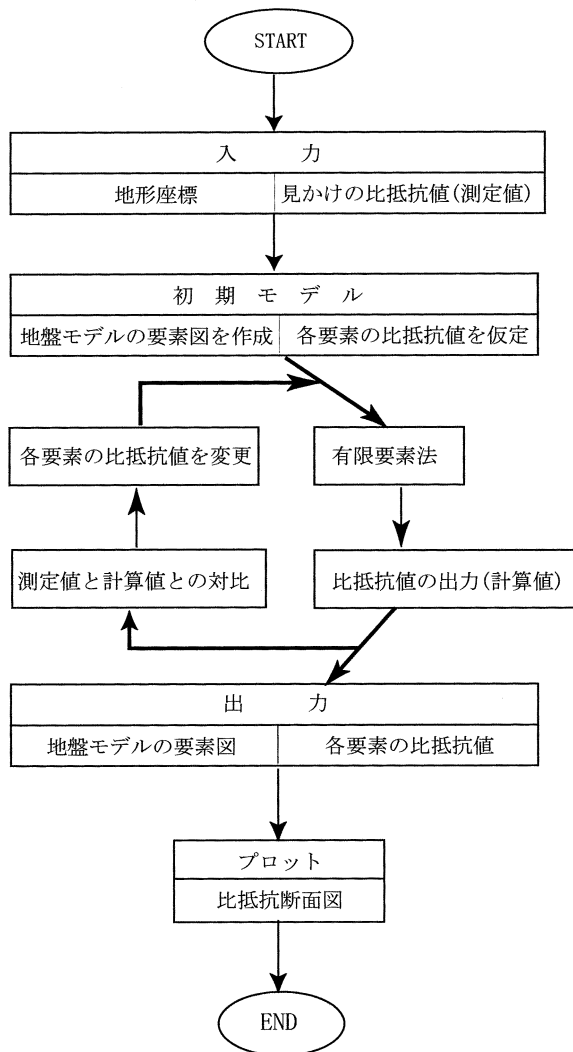 START
入 力
地形座標
見かけの比抵抗値(測定値)
初 期 モ デ ル
地盤モデルの要素図を作成
各要素の比抵抗値を仮定
各要素の比抵抗値を変更
有限要素法
測定値と計算値との対比
比抵抗値の出力(計算値)
出 力
地盤モデルの要素図
各要素の比抵抗値
プロット
比抵抗断面図
END